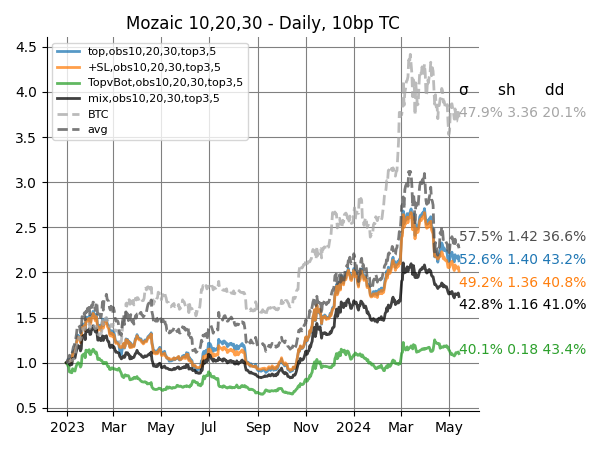 Mozaic 10,20,30 - Daily, 10bp TC
4.5
4.0
3.5
3.0
2.5
2.0
1.5
1.0
0.5
top,obs10,20,30,top3,5
+SL,obs10,20,30,top3,5
TopvBot,obs10,20,30,top3,5
mix,obs10,20,30,top3,5
BTC
avg
σ sh dd
47.9% 3.36 20.1%
57.5% 1.42 36.6%
52.6% 1.40 43.2%
49.2% 1.36 40.8%
42.8% 1.16 41.0%
40.1% 0.18 43.4%
2023 Mar May Jul Sep Nov 2024 Mar May